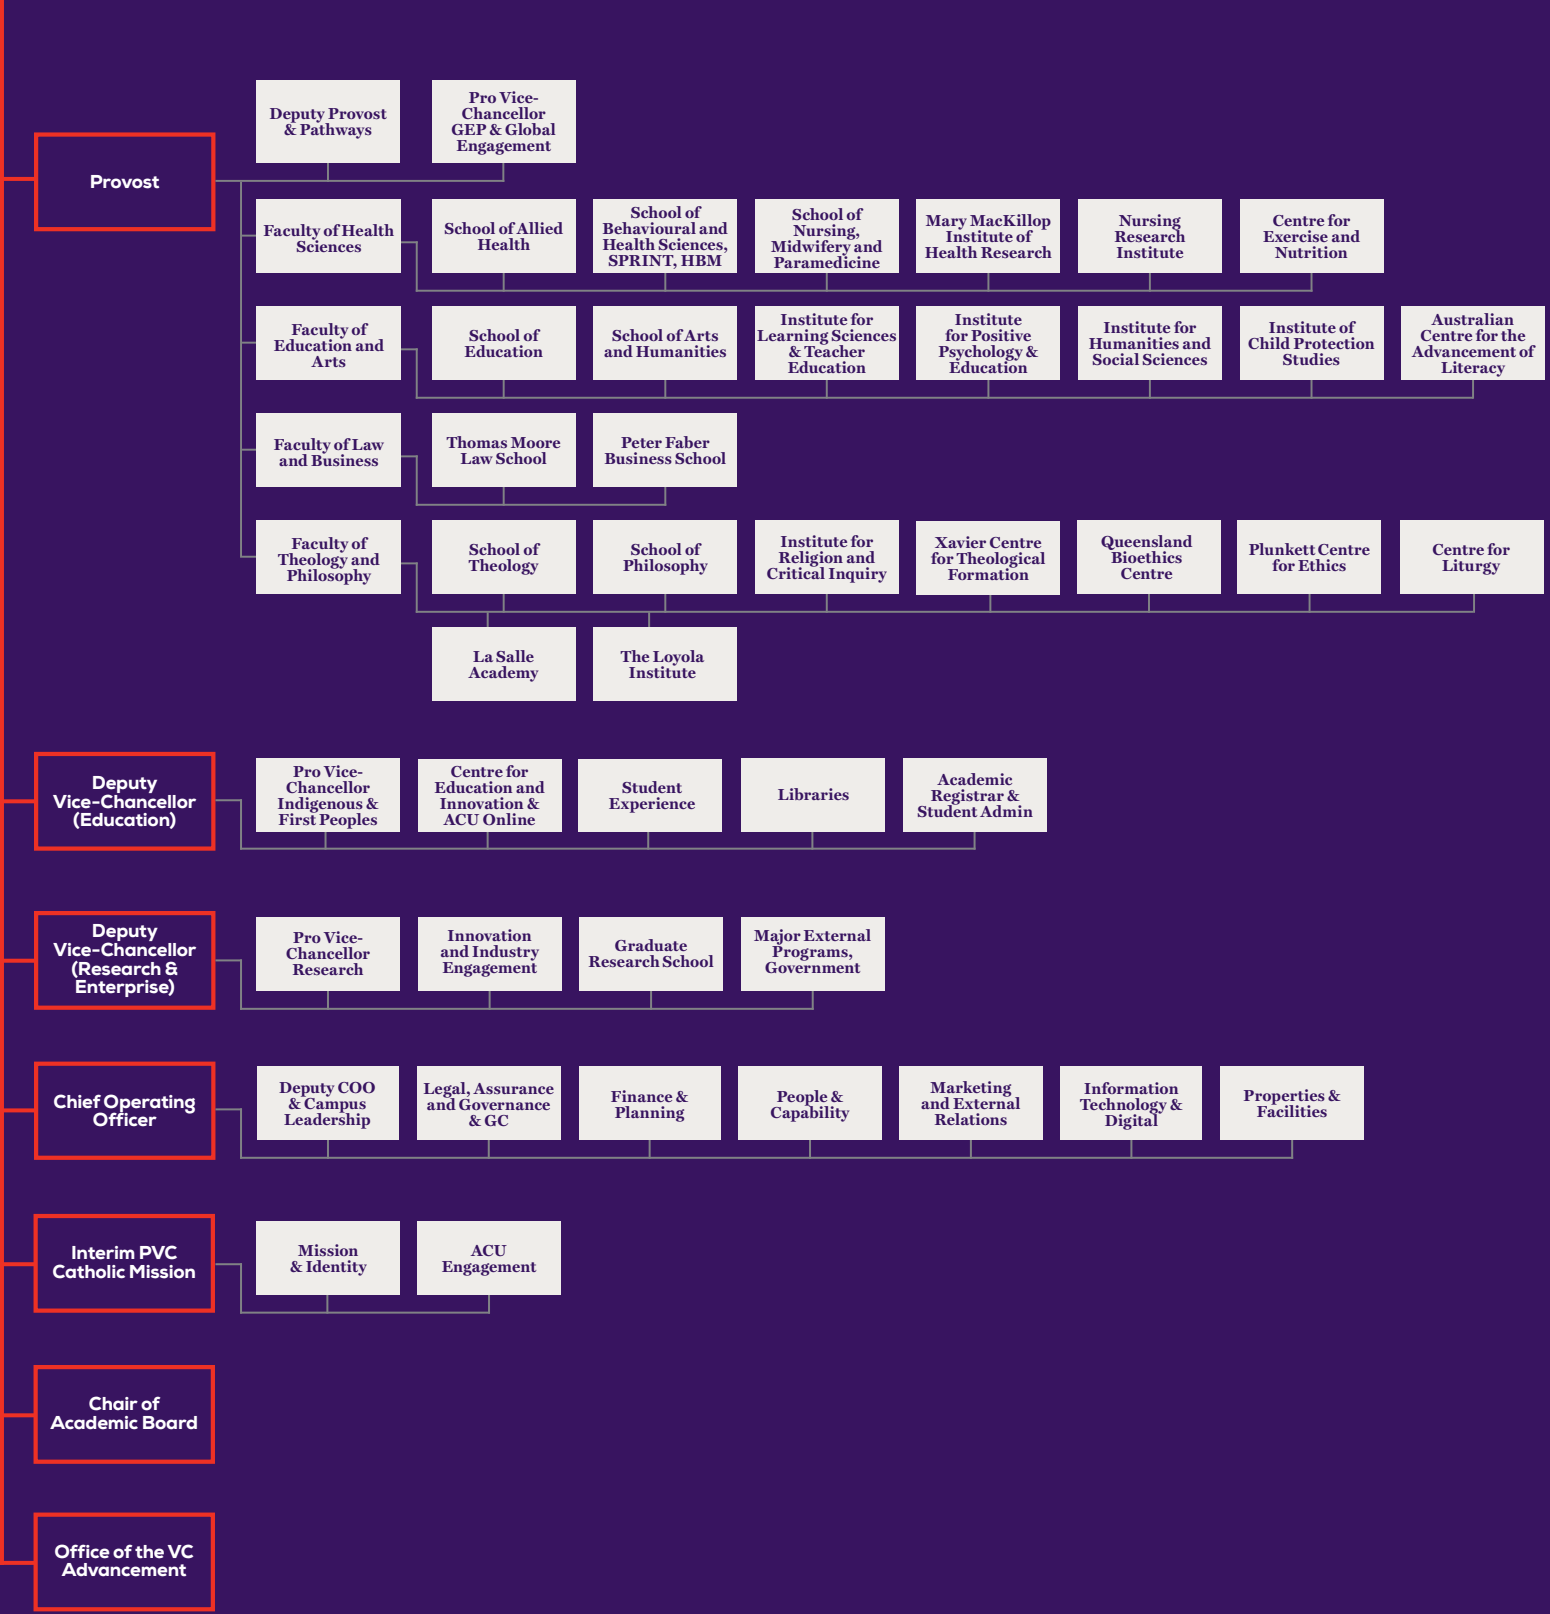 Deputy Provost
& Pathways
Pro Vice-
Chancellor
GEP & Global
Engagement
Provost
Faculty of Health
Sciences
School of Allied
Health
School of
Behavioural and
Health Sciences,
SPRINT, HBM
School of
Nursing,
Midwifery and
Paramedicine
Mary MacKillop
Institute of
Health Research
Nursing
Research
Institute
Centre for
Exercise and
Nutrition
Faculty of
Education and
Arts
School of
Education
School of Arts
and Humanities
Institute for
Learning Sciences
& Teacher
Education
Institute
for Positive
Psychology &
Education
Institute for
Humanities and
Social Sciences
Institute of
Child Protection
Studies
Australian
Centre for the
Advancement of
Literacy
Faculty of Law
and Business
Thomas Moore
Law School
Peter Faber
Business School
Faculty of
Theology and
Philosophy
School of
Theology
School of
Philosophy
Institute for
Religion and
Critical Inquiry
Xavier Centre
for Theological
Formation
Queensland
Bioethics
Centre
Plunkett Centre
for Ethics
Centre for
Liturgy
La Salle
Academy
The Loyola
Institute
Deputy
Vice-Chancellor
(Education)
Pro Vice-
Chancellor
Indigenous &
First Peoples
Centre for
Education and
Innovation &
ACU Online
Student
Experience
Libraries
Academic
Registrar &
Student Admin
Deputy
Vice-Chancellor
(Research &
Enterprise)
Pro Vice-
Chancellor
Research
Innovation
and Industry
Engagement
Graduate
Research School
Major External
Programs,
Government
Chief Operating
Officer
Deputy COO
& Campus
Leadership
Legal, Assurance
and Governance
& GC
Finance &
Planning
People &
Capability
Marketing
and External
Relations
Information
Technology &
Digital
Properties &
Facilities
Interim PVC
Catholic Mission
Mission
& Identity
ACU
Engagement
Chair of
Academic Board
Office of the VC
Advancement